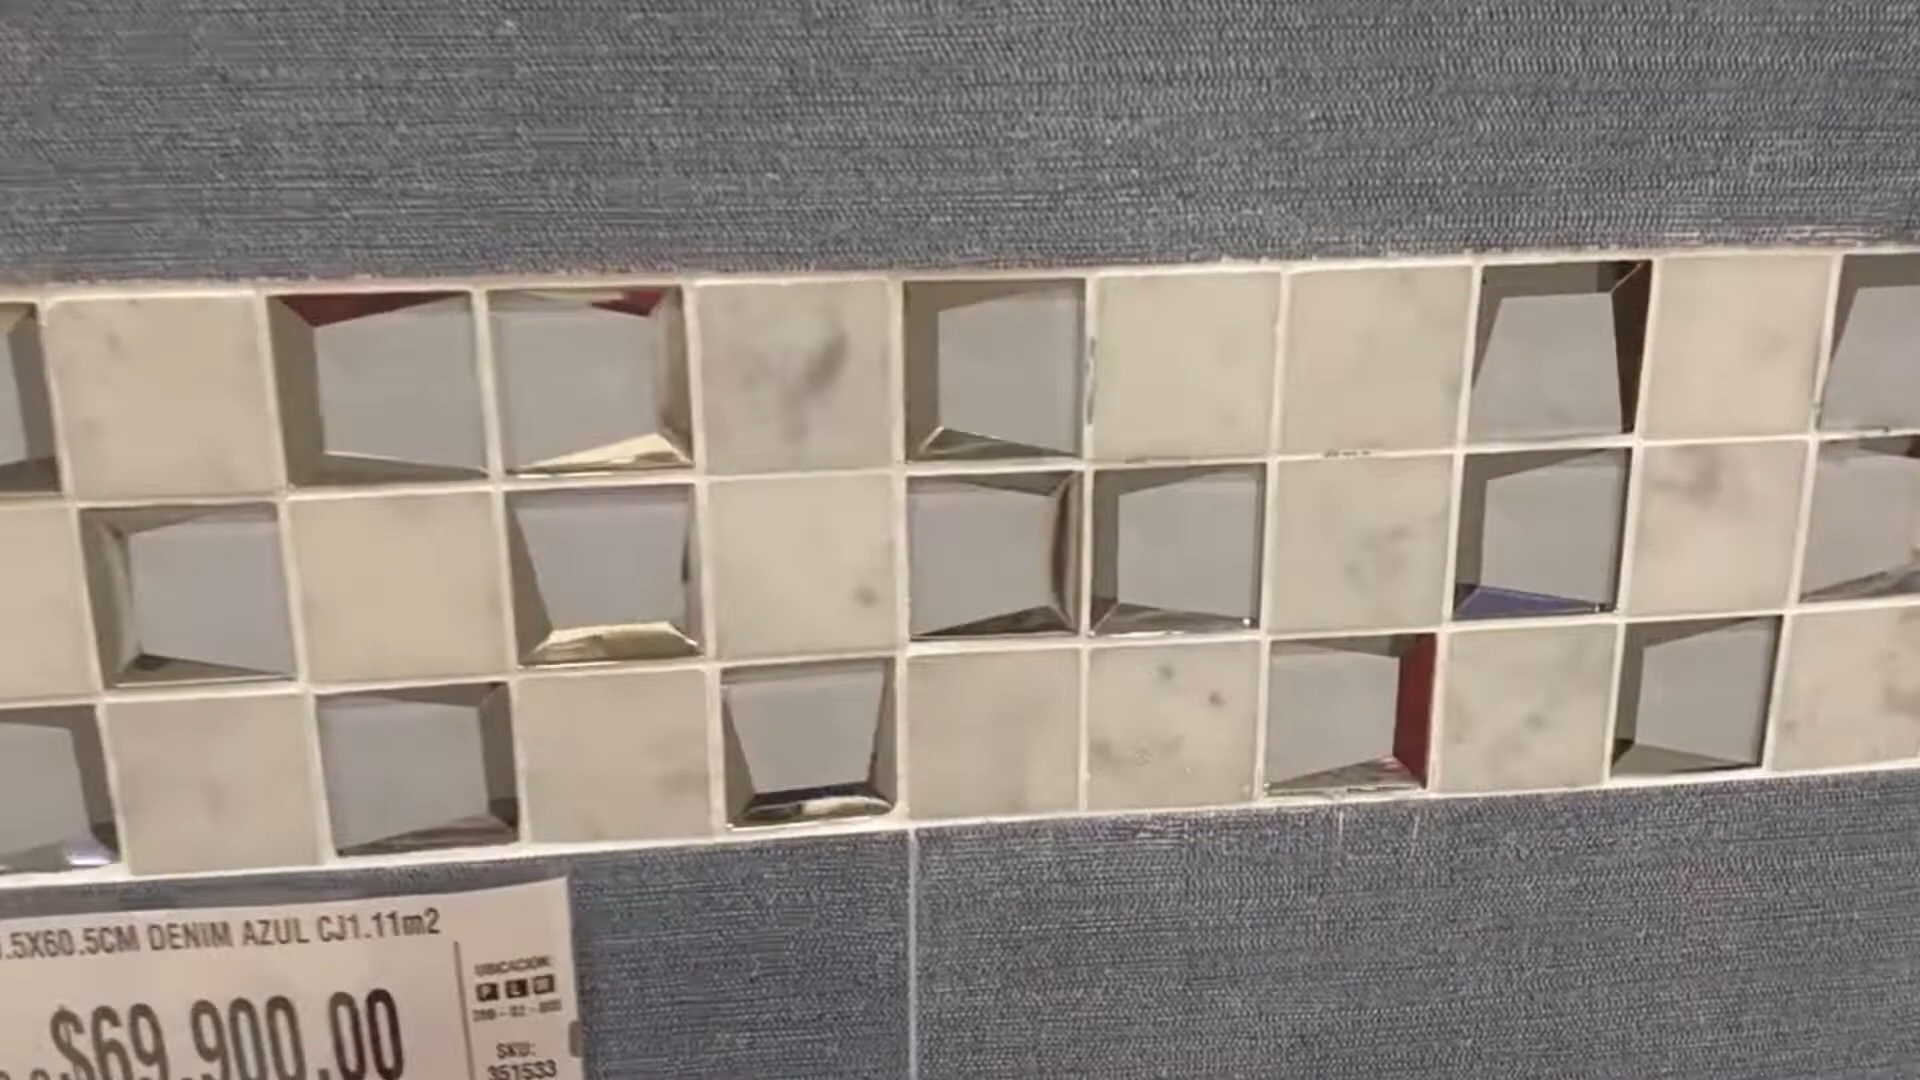 .5X60.5CM DENIM AZUL CJ1.11m2
UBICACION:
P L M
$69.900.00
SKU:
351533